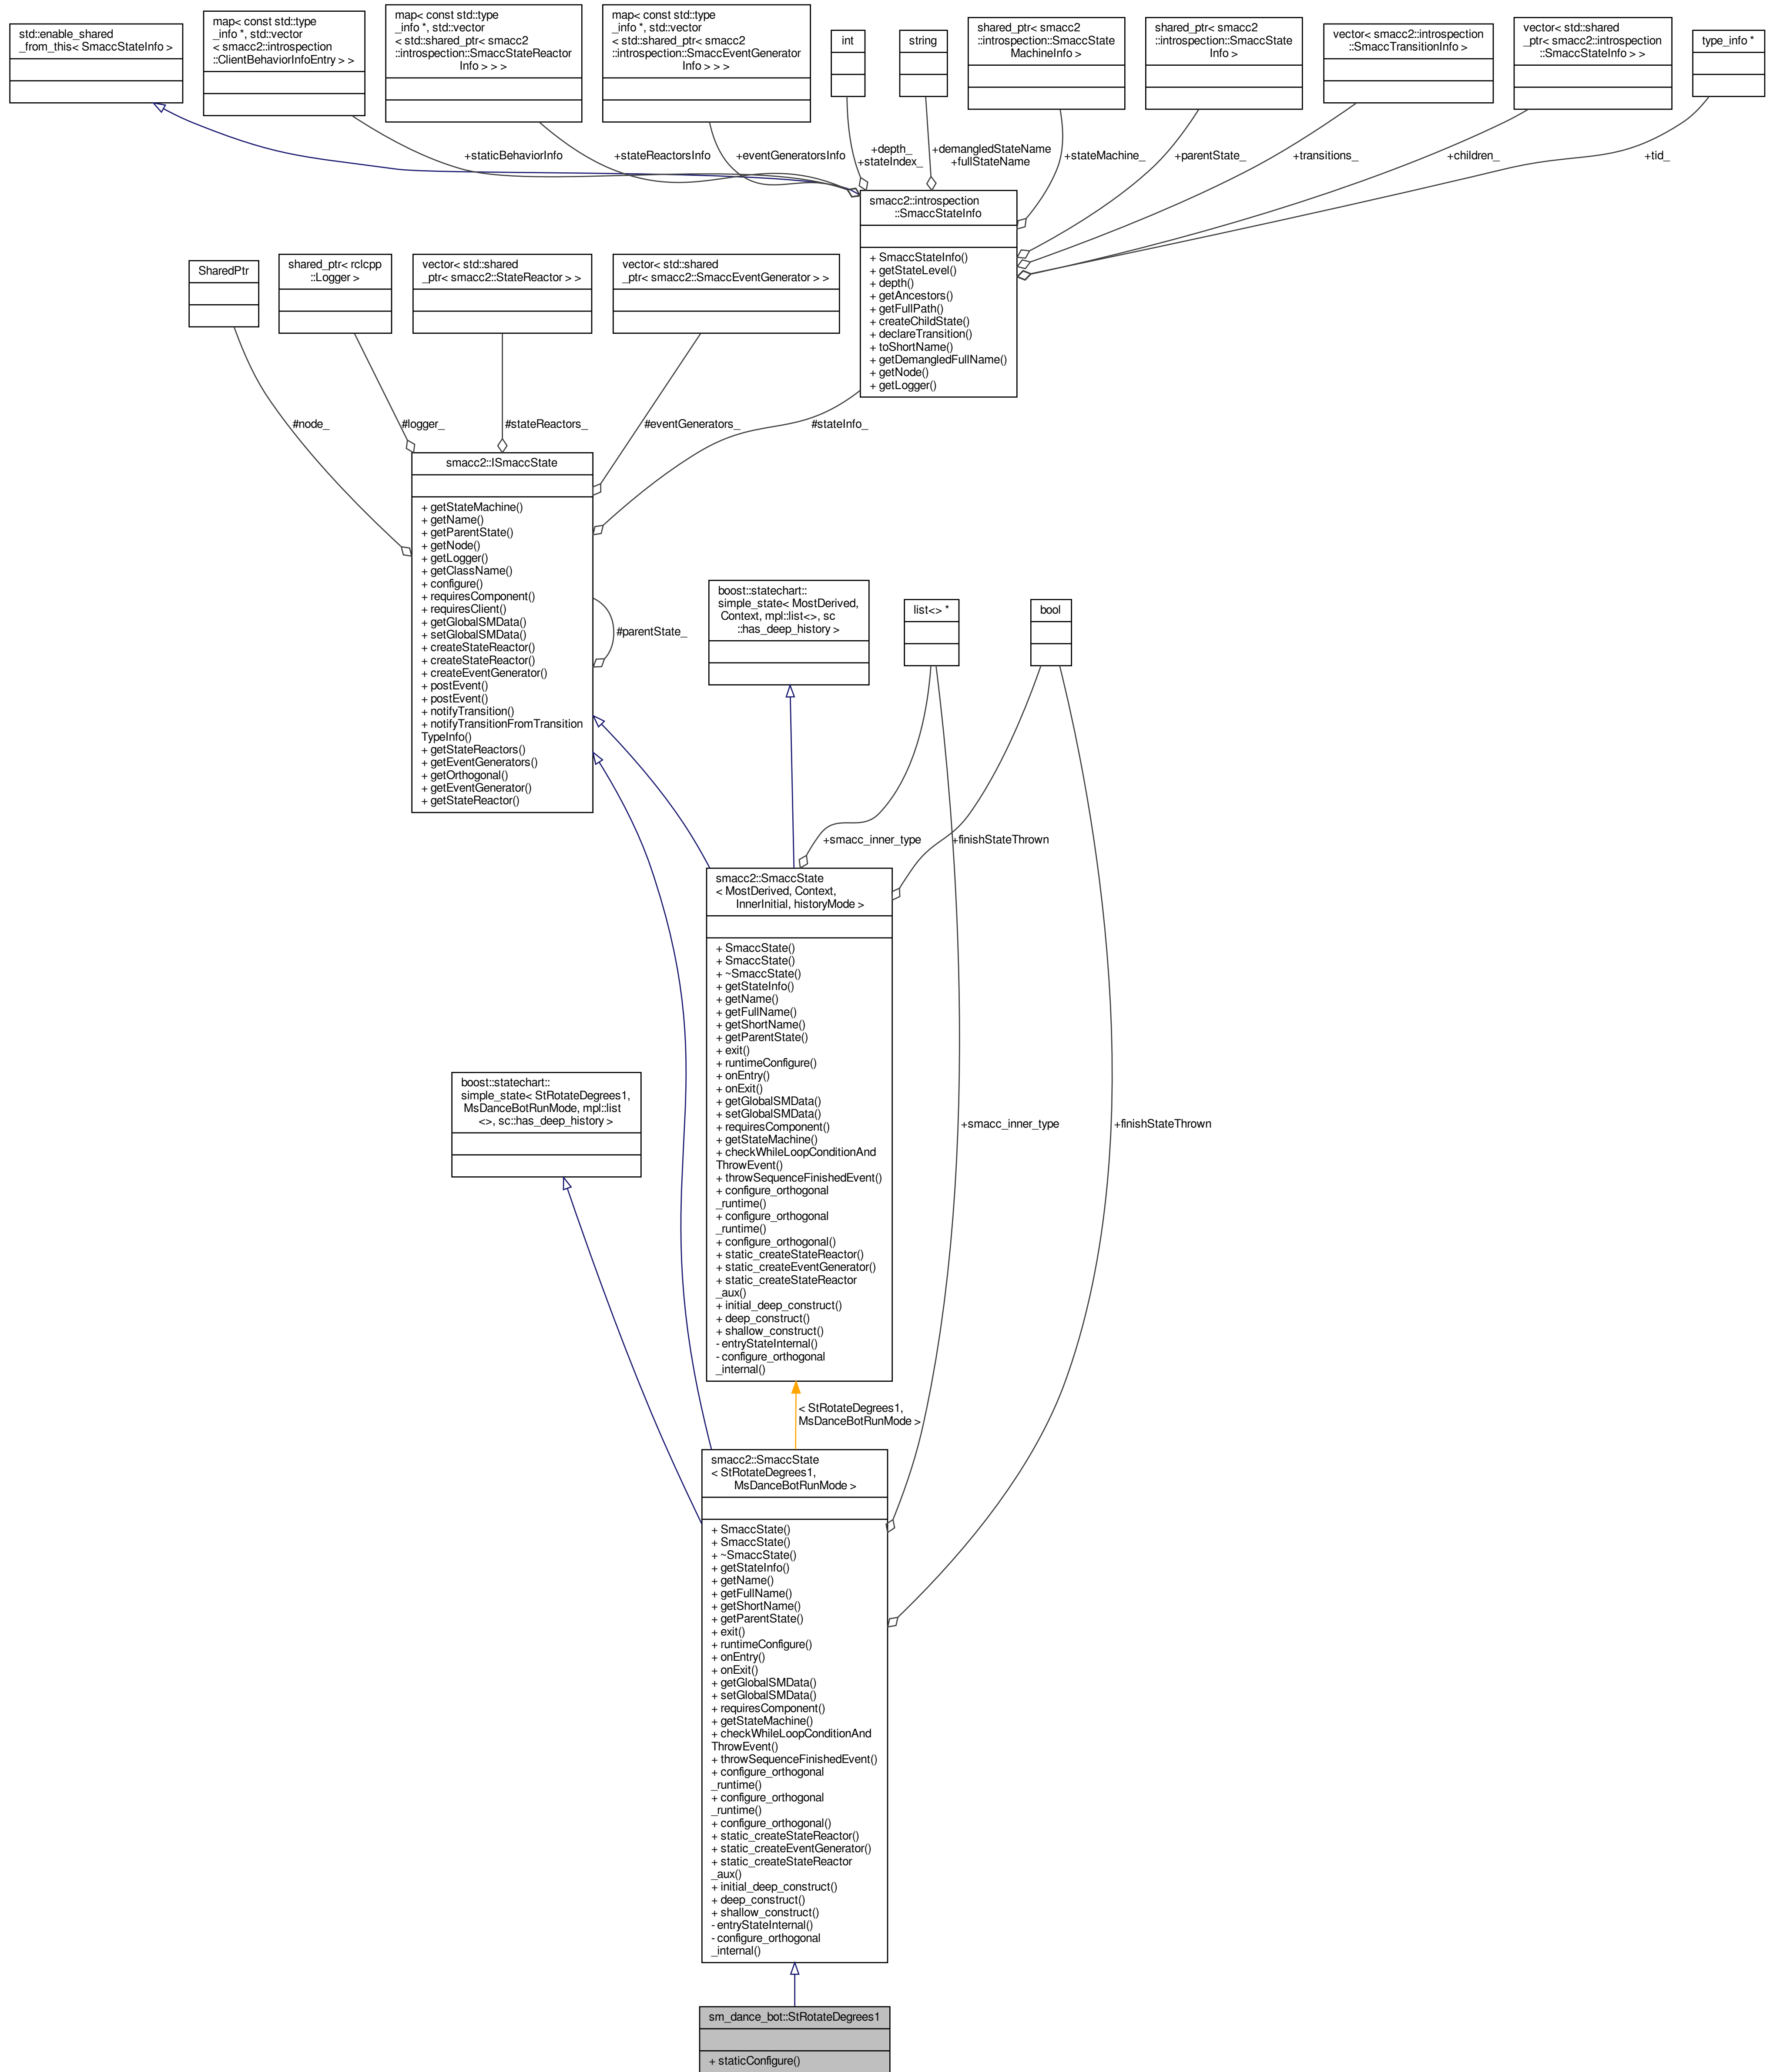 std::enable_shared
_from_this< SmaccStateInfo >
map< const std::type
_info *, std::vector
< smacc2::introspection
::ClientBehaviorInfoEntry > >
map< const std::type
_info *, std::vector
< std::shared_ptr< smacc2
::introspection::SmaccStateReactor
Info > > >
map< const std::type
_info *, std::vector
< std::shared_ptr< smacc2
::introspection::SmaccEventGenerator
Info > > >
int
string
shared_ptr< smacc2
::introspection::SmaccState
MachineInfo >
shared_ptr< smacc2
::introspection::SmaccState
Info >
vector< smacc2::introspection
::SmaccTransitionInfo >
vector< std::shared
_ptr< smacc2::introspection
::SmaccStateInfo > >
type_info *
+staticBehaviorInfo
+stateReactorsInfo
+eventGeneratorsInfo
+depth_
+stateIndex_
+demangledStateName
+fullStateName
+stateMachine_
+parentState_
+transitions_
+children_
+tid_
smacc2::introspection
::SmaccStateInfo
+ SmaccStateInfo()
+ getStateLevel()
+ depth()
+ getAncestors()
+ getFullPath()
+ createChildState()
+ declareTransition()
+ toShortName()
+ getDemangledFullName()
+ getNode()
+ getLogger()
SharedPtr
shared_ptr< rclcpp
::Logger >
vector< std::shared
_ptr< smacc2::StateReactor > >
vector< std::shared
_ptr< smacc2::SmaccEventGenerator > >
#node_
#logger_
#stateReactors_
#eventGenerators_
#stateInfo_
smacc2::ISmaccState
+ getStateMachine()
+ getName()
+ getParentState()
+ getNode()
+ getLogger()
+ getClassName()
+ configure()
+ requiresComponent()
+ requiresClient()
+ getGlobalSMData()
+ setGlobalSMData()
+ createStateReactor()
+ createStateReactor()
+ createEventGenerator()
+ postEvent()
+ postEvent()
+ notifyTransition()
+ notifyTransitionFromTransition
TypeInfo()
+ getStateReactors()
+ getEventGenerators()
+ getOrthogonal()
+ getEventGenerator()
+ getStateReactor()
#parentState_
boost::statechart::
simple_state< MostDerived,
Context, mpl::list<>, sc
::has_deep_history >
list<> *
bool
+smacc_inner_type
+finishStateThrown
smacc2::SmaccState
< MostDerived, Context,
InnerInitial, historyMode >
+ SmaccState()
+ SmaccState()
+ ~SmaccState()
+ getStateInfo()
+ getName()
+ getFullName()
+ getShortName()
+ getParentState()
+ exit()
+ runtimeConfigure()
+ onEntry()
+ onExit()
+ getGlobalSMData()
+ setGlobalSMData()
+ requiresComponent()
+ getStateMachine()
+ checkWhileLoopConditionAnd
ThrowEvent()
+ throwSequenceFinishedEvent()
+ configure_orthogonal
_runtime()
+ configure_orthogonal
_runtime()
+ configure_orthogonal()
+ static_createStateReactor()
+ static_createEventGenerator()
+ static_createStateReactor
_aux()
+ initial_deep_construct()
+ deep_construct()
+ shallow_construct()
- entryStateInternal()
- configure_orthogonal
_internal()
boost::statechart::
simple_state< StRotateDegrees1,
MsDanceBotRunMode, mpl::list
<>, sc::has_deep_history >
+smacc_inner_type
+finishStateThrown
< StRotateDegrees1,
MsDanceBotRunMode >
smacc2::SmaccState
< StRotateDegrees1,
MsDanceBotRunMode >
+ SmaccState()
+ SmaccState()
+ ~SmaccState()
+ getStateInfo()
+ getName()
+ getFullName()
+ getShortName()
+ getParentState()
+ exit()
+ runtimeConfigure()
+ onEntry()
+ onExit()
+ getGlobalSMData()
+ setGlobalSMData()
+ requiresComponent()
+ getStateMachine()
+ checkWhileLoopConditionAnd
ThrowEvent()
+ throwSequenceFinishedEvent()
+ configure_orthogonal
_runtime()
+ configure_orthogonal
_runtime()
+ configure_orthogonal()
+ static_createStateReactor()
+ static_createEventGenerator()
+ static_createStateReactor
_aux()
+ initial_deep_construct()
+ deep_construct()
+ shallow_construct()
- entryStateInternal()
- configure_orthogonal
_internal()
sm_dance_bot::StRotateDegrees1
+ staticConfigure()